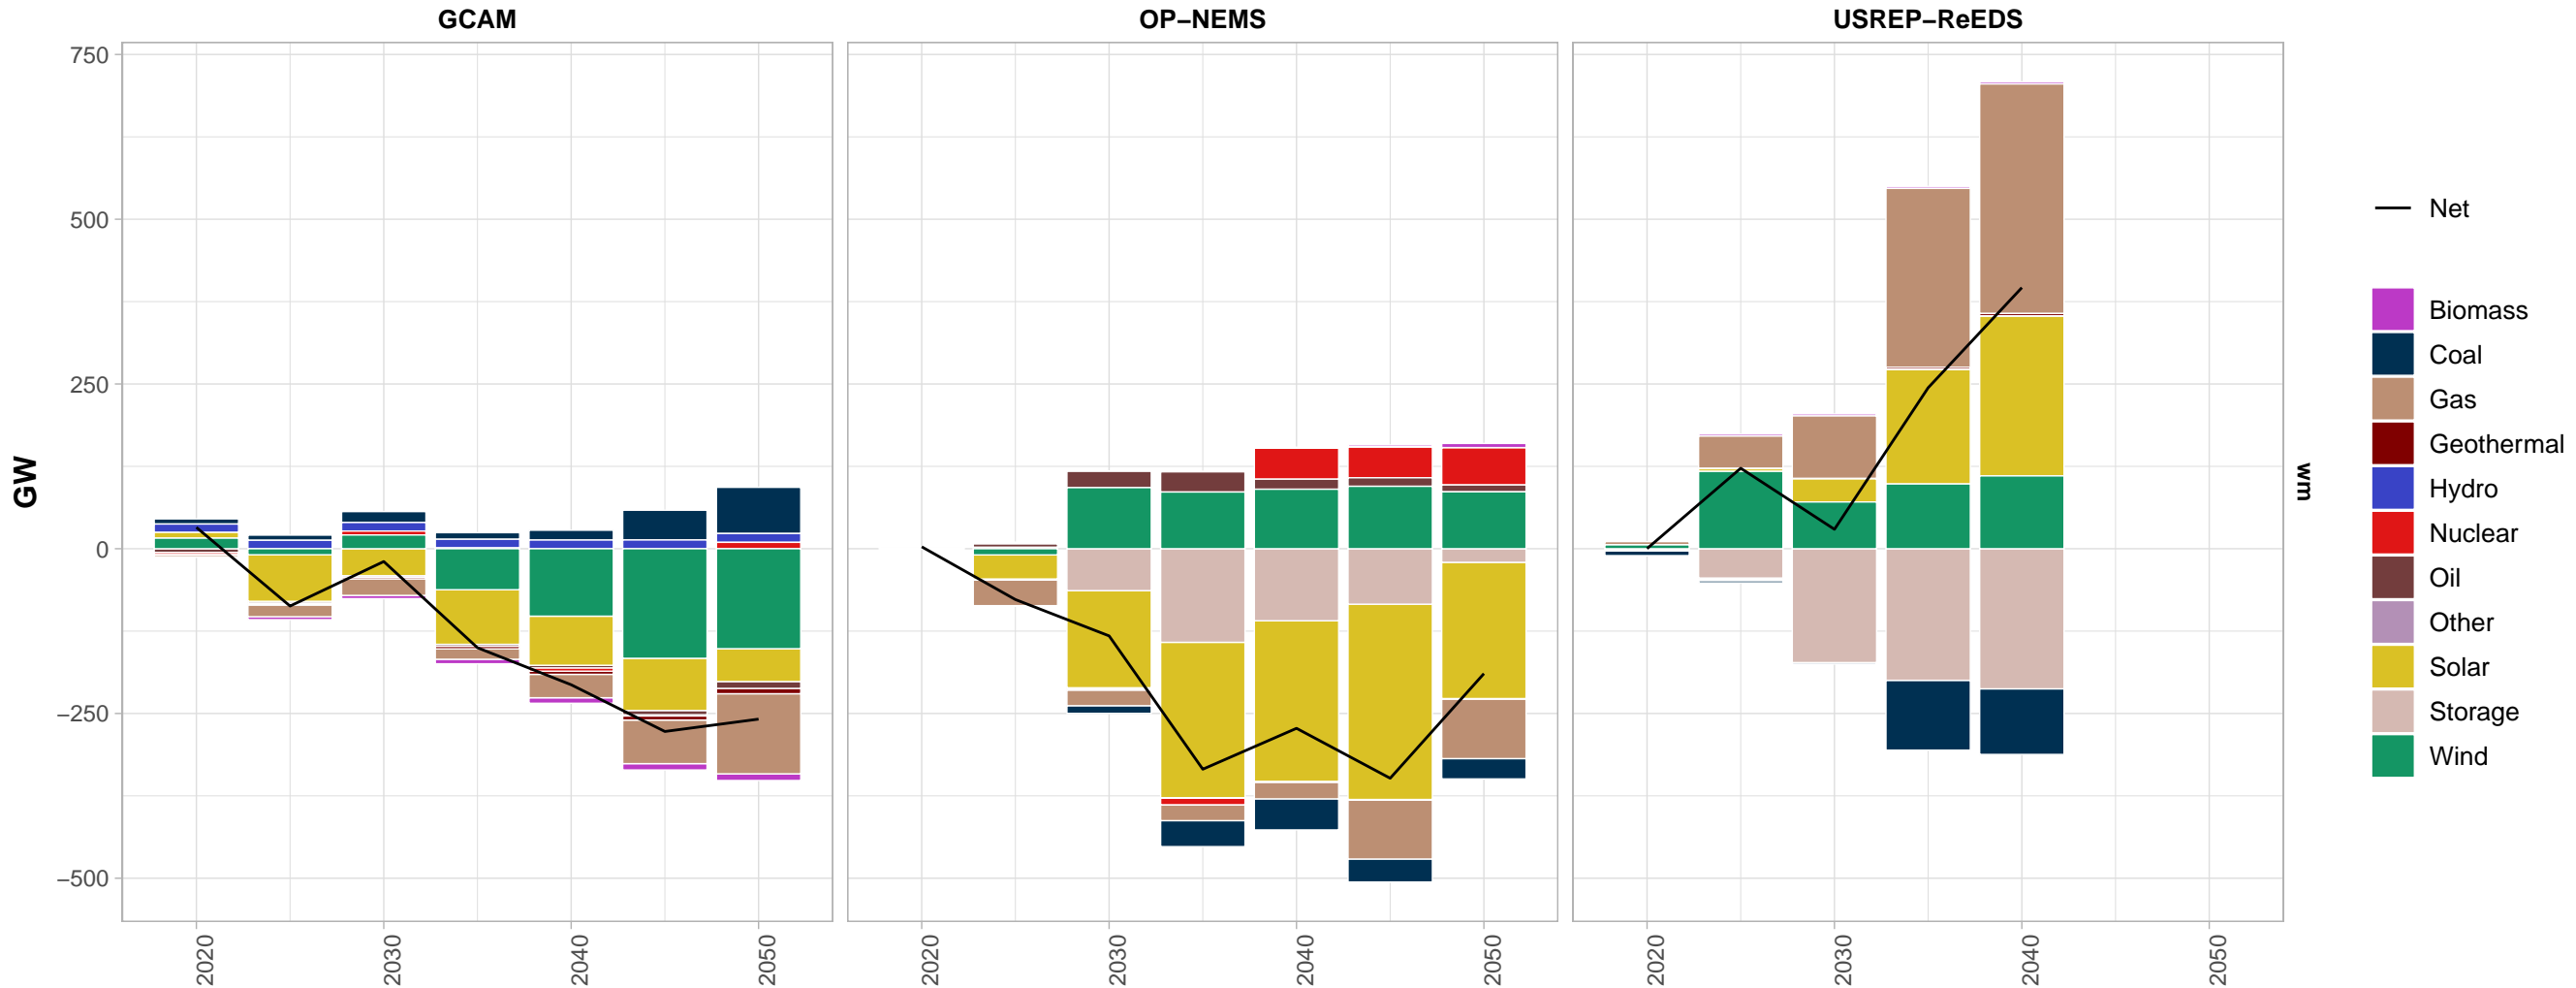 GCAM
OP−NEMS
USREP−ReEDS
GW
750
500
250
0
−250
−500
2020
2030
2040
2050
2020
2030
2040
2050
2020
2030
2040
2050
wm
Net
Biomass
Coal
Gas
Geothermal
Hydro
Nuclear
Oil
Other
Solar
Storage
Wind